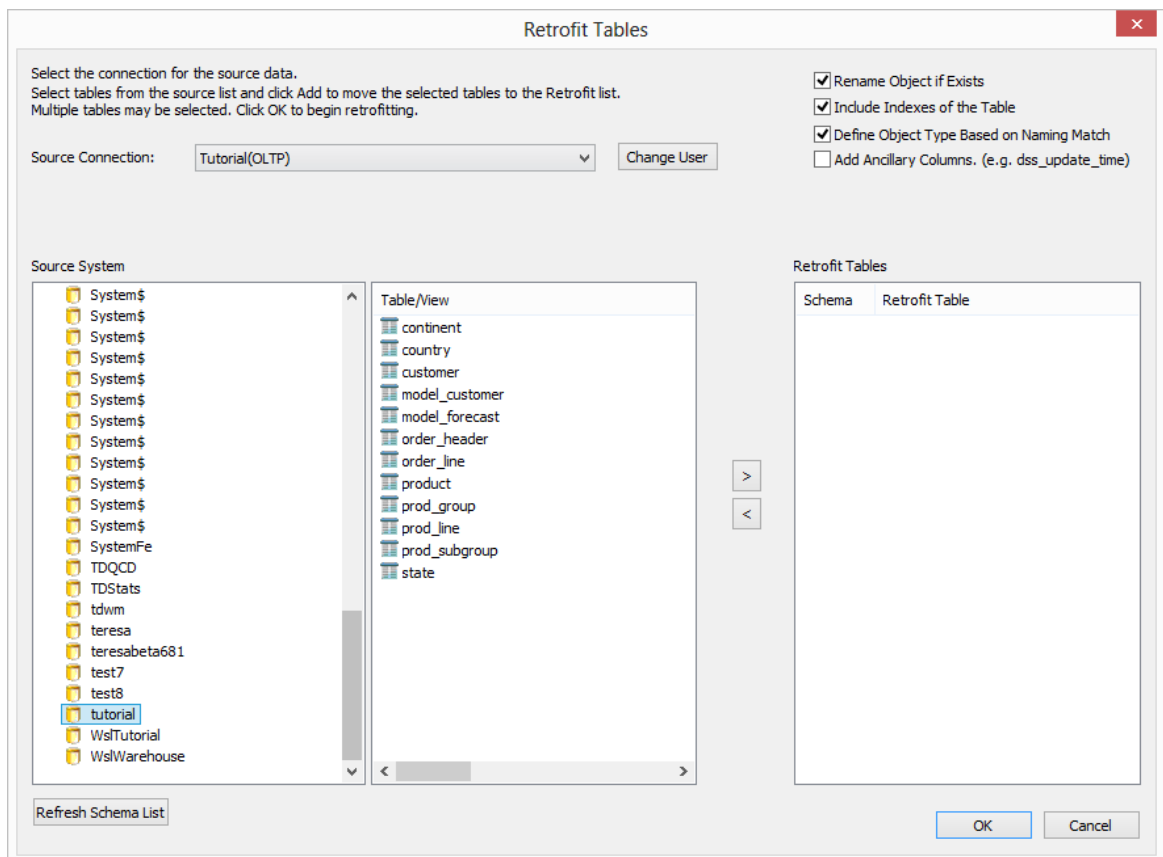 Retrofit Tables
Select the connection for the source data.
Select tables from the source list and click Add to move the selected tables to the Retrofit list.
Multiple tables may be selected. Click OK to begin retrofitting.
Rename Object if Exists
Include Indexes of the Table
Define Object Type Based on Naming Match
Add Ancillary Columns. (e.g. dss_update_time)
Source Connection:
Tutorial(OLTP)
Change User
Source System
System$
System$
System$
System$
System$
System$
System$
System$
System$
System$
System$
System$
SystemFe
TDQCD
TDStats
tdwm
teresa
teresabeta681
test7
test8
tutorial
WslTutorial
WslWarehouse
Table/View
continent
country
customer
model_customer
model_forecast
order_header
order_line
product
prod_group
prod_line
prod_subgroup
state
>
<
Retrofit Tables
Schema Retrofit Table
Refresh Schema List
OK
Cancel